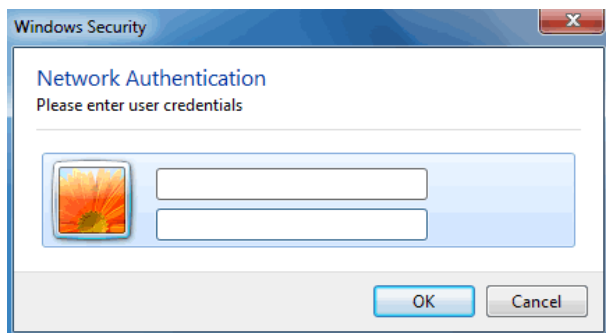 Windows Security
Network Authentication
Please enter user credentials
OK
Cancel